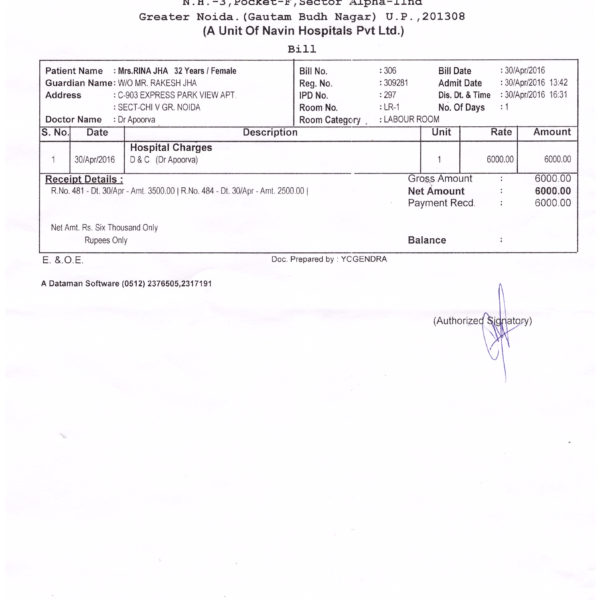 N.H.-3,Pocket-F,Sector Alpha-IInd
Greater Noida.(Gautam Budh Nagar) U.P.,201308
(A Unit Of Navin Hospitals Pvt Ltd.)
Bill
Patient Name : Mrs.RINA JHA 32 Years / Female Bill No. : 306 Bill Date : 30/Apr/2016
Guardian Name: W/O MR. RAKESH JHA Reg. No. : 309281 Admit Date : 30/Apr/2016 13:42
Address : C-903 EXPRESS PARK VIEW APT. IPD No. : 297 Dis. Dt. & Time : 30/Apr/2016 16:31
: SECT-CHI V GR. NOIDA Room No. : LR-1 No. Of Days : 1
Doctor Name : Dr Apoorva Room Category : LABOUR ROOM
S. No. Date Description Unit Rate Amount
Hospital Charges
1 30/Apr/2016 D & C (Dr Apoorva) 1 6000.00 6000.00
Receipt Details : Gross Amount : 6000.00
R.No. 481 - Dt. 30/Apr - Amt. 3500.00 | R.No. 484 - Dt. 30/Apr - Amt. 2500.00 | Net Amount : 6000.00
Payment Recd. : 6000.00
Net Amt. Rs. Six Thousand Only
Rupees Only Balance :
E. &.O.E. Doc. Prepared by : YCGENDRA
A Dataman Software (0512) 2376505,2317191
(Authorized Signatory)